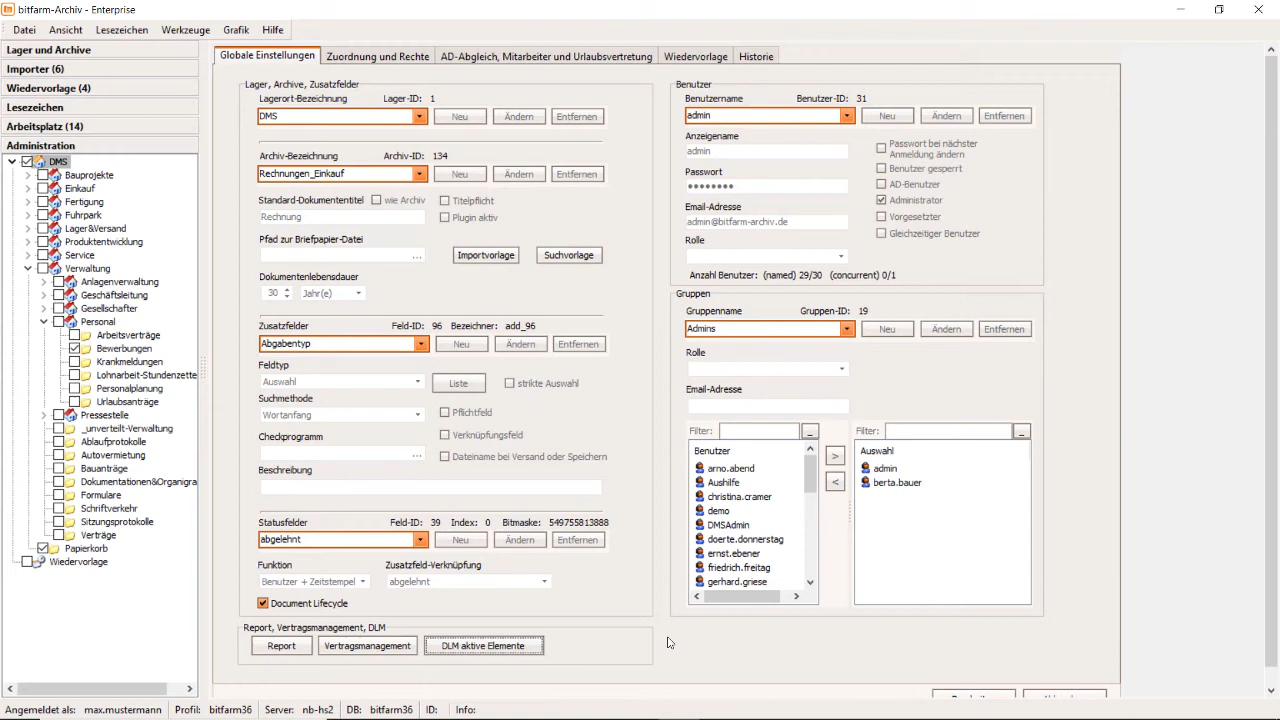 bitfarm-Archiv - Enterprise
Datei Ansicht Lesezeichen Werkzeuge Grafik Hilfe
Lager und Archive
Importer (6)
Wiedervorlage (4)
Lesezeichen
Arbeitsplatz (14)
Administration
DMS
Bauprojekte
Einkauf
Fertigung
Fuhrpark
Lager&Versand
Produktentwicklung
Service
Verwaltung
Anlagenverwaltung
Geschäftsleitung
Gesellschafter
Personal
Arbeitsverträge
Bewerbungen
Krankmeldungen
Lohnarbeit-Stundenzette
Personalplanung
Urlaubsanträge
Pressestelle
_unverteilt-Verwaltung
Ablaufprotokolle
Autovermietung
Bauanträge
Dokumentationen&Organigra
Formulare
Schriftverkehr
Sitzungsprotokolle
Verträge
Papierkorb
Wiedervorlage
Globale Einstellungen Zuordnung und Rechte AD-Abgleich, Mitarbeiter und Urlaubsvertretung Wiedervorlage Historie
Lager, Archive, Zusatzfelder
Lagerort-Bezeichnung Lager-ID: 1
DMS Neu Ändern Entfernen
Archiv-Bezeichnung Archiv-ID: 134
Rechnungen_Einkauf Neu Ändern Entfernen
Standard-Dokumententitel wie Archiv Titelpflicht
Rechnung Plugin aktiv
Pfad zur Briefpapier-Datei
... Importvorlage Suchvorlage
Dokumentenlebensdauer
30 Jahr(e)
Zusatzfelder Feld-ID: 96 Bezeichner: add_96
Abgabentyp Neu Ändern Entfernen
Feldtyp
Auswahl Liste strikte Auswahl
Suchmethode
Wortanfang Pflichtfeld
Checkprogramm Verknüpfungsfeld
... Dateiname bei Versand oder Speichern
Beschreibung
Statusfelder Feld-ID: 39 Index: 0 Bitmaske: 549755813888
abgelehnt Neu Ändern Entfernen
Funktion Zusatzfeld-Verknüpfung
Benutzer + Zeitstempel abgelehnt
Document Lifecycle
Report, Vertragsmanagement, DLM
Report Vertragsmanagement DLM aktive Elemente
Benutzer
Benutzername Benutzer-ID: 31
admin Neu Ändern Entfernen
Anzeigename
admin
Passwort
Email-Adresse
admin@bitfarm-archiv.de
Rolle
Passwort bei nächster
Anmeldung ändern
Benutzer gesperrt
AD-Benutzer
Administrator
Vorgesetzter
Gleichzeitiger Benutzer
Anzahl Benutzer: (named) 29/30 (concurrent) 0/1
Gruppen
Gruppenname Gruppen-ID: 19
Admins Neu Ändern Entfernen
Rolle
Email-Adresse
Filter: ...
Benutzer
arno.abend
Aushilfe
christina.cramer
demo
DMSAdmin
doerte.donnerstag
ernst.ebener
friedrich.freitag
gerhard.griese
>
<
Filter: ...
Auswahl
admin
berta.bauer
Angemeldet als: max.mustermann Profil: bitfarm36 Server: nb-hs2 DB: bitfarm36 ID: Info: